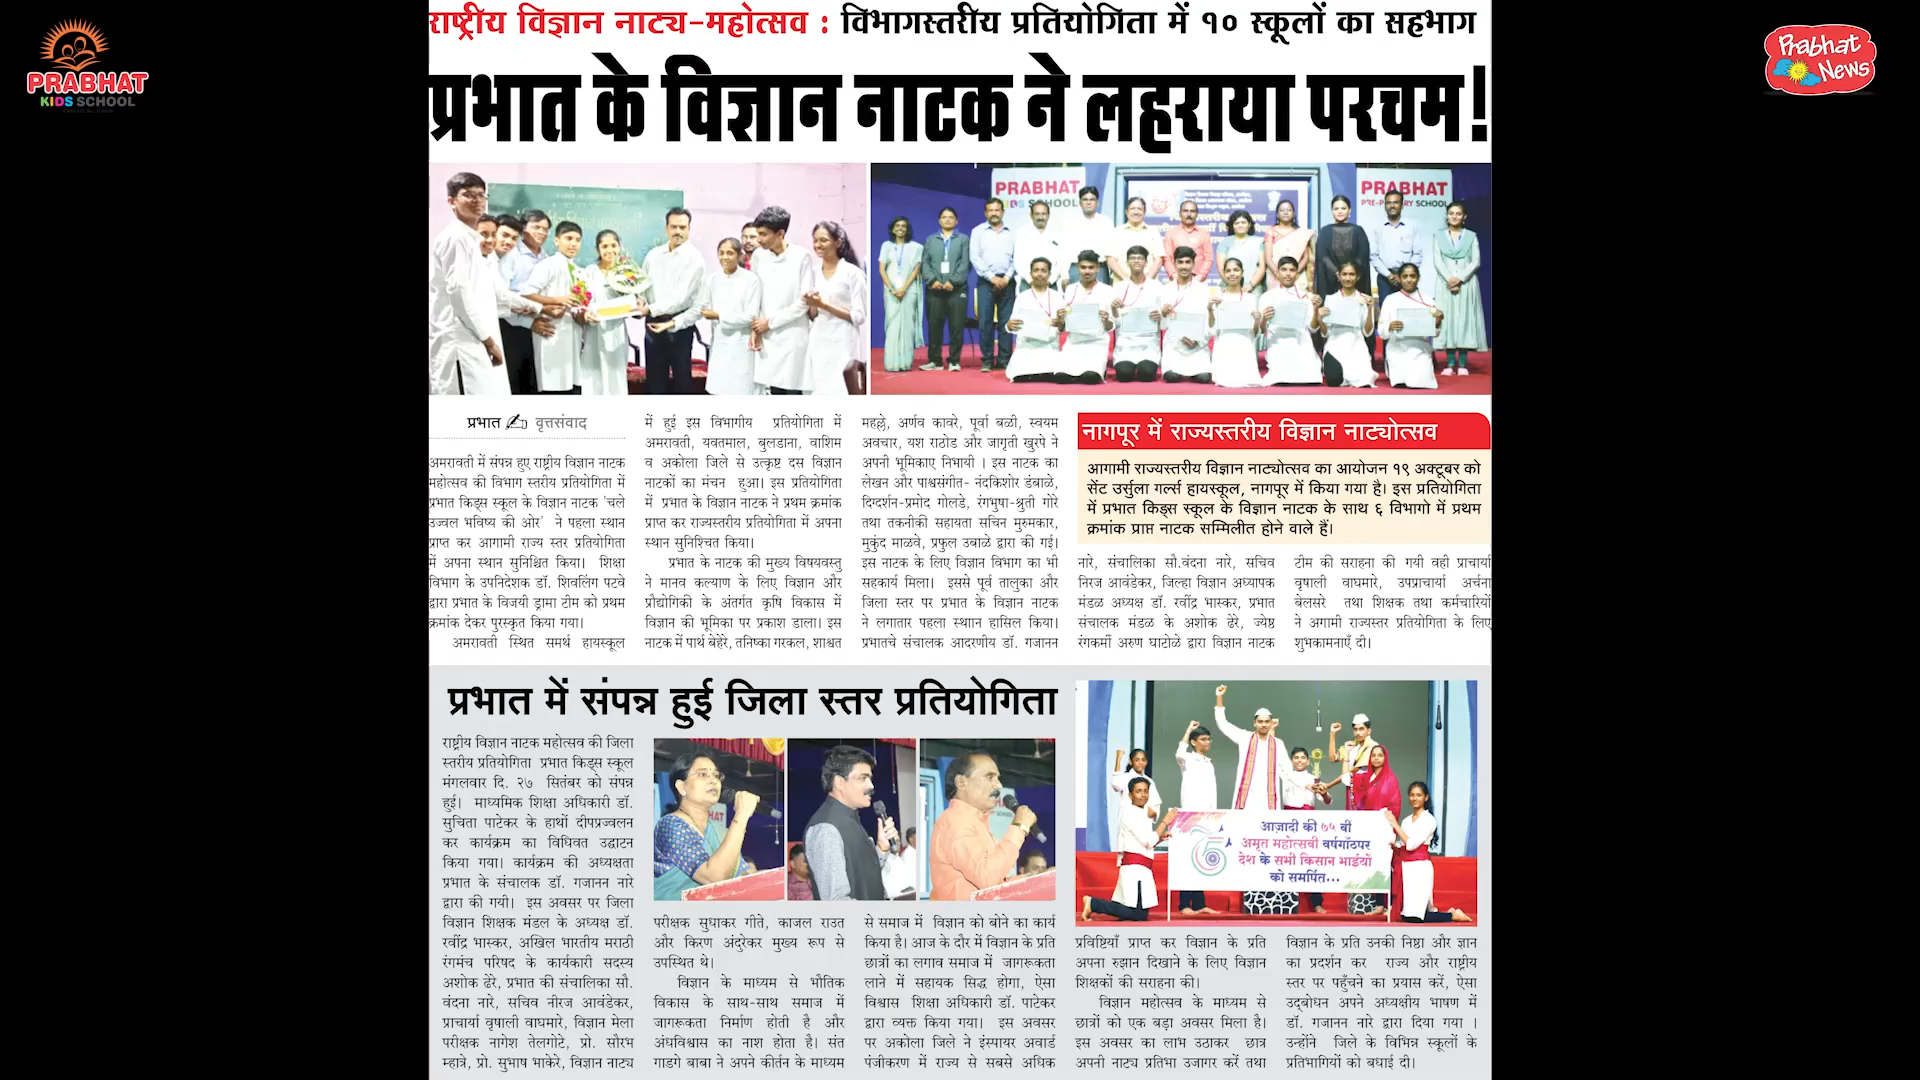 PRABHAT
KIDS SCHOOL
Prabhat
News
राष्ट्रीय विज्ञान नाट्य-महोत्सव : विभागस्तरीय प्रतियोगिता में १० स्कूलों का सहभाग
प्रभात के विज्ञान नाटक ने लहराया परचम!
PRABHAT
KIDS SCHOOL
PRABHAT
PRE-PRIMARY SCHOOL
प्रभात वृत्तसंवाद
अमरावती में संपन्न हुए राष्ट्रीय विज्ञान नाटक
महोत्सव की विभाग स्तरीय प्रतियोगिता में
प्रभात किड्स स्कूल के विज्ञान नाटक 'चले
उज्वल भविष्य की ओर' ने पहला स्थान
प्राप्त कर आगामी राज्य स्तर प्रतियोगिता
में अपना स्थान सुनिश्चित किया। शिक्षा
विभाग के उपनिदेशक डॉ. शिवलिंग पटवे
द्वारा प्रभात के विजयी ड्रामा टीम को प्रथम
क्रमांक देकर पुरस्कृत किया गया।
अमरावती स्थित समर्थ हायस्कूल
में हुई इस विभागीय प्रतियोगिता में
अमरावती, यवतमाल, बुलडाना, वाशिम
व अकोला जिले से उत्कृष्ट दस विज्ञान
नाटकों का मंचन हुआ। इस प्रतियोगिता
में प्रभात के विज्ञान नाटक ने प्रथम क्रमांक
प्राप्त कर राज्यस्तरीय प्रतियोगिता में अपना
स्थान सुनिश्चित किया।
प्रभात के नाटक की मुख्य विषयवस्तु
ने मानव कल्याण के लिए विज्ञान और
प्रौद्योगिकी के अंतर्गत कृषि विकास में
विज्ञान की भूमिका पर प्रकाश डाला। इस
नाटक में पार्थ बेहेरे, तनिष्का गरकल, शाश्वत
महल्ले, अर्णव कावरे, पूर्वा बळी, स्वयम
अवचार, यश राठोड और जागृती खुरपे ने
अपनी भूमिकाए निभायी । इस नाटक का
लेखन और पाश्वसंगीत- नंदकिशोर डंबाळे,
दिग्दर्शन-प्रमोद गोलडे, रंगभुषा-श्रुती गोरे
तथा तकनीकी सहायता सचिन मुरुमकार,
मुकुंद माळवे, प्रफुल उबाळे द्वारा की गई।
इस नाटक के लिए विज्ञान विभाग का भी
सहकार्य मिला। इससे पूर्व तालुका और
जिला स्तर पर प्रभात के विज्ञान नाटक
ने लगातार पहला स्थाान हासिल किया।
प्रभातचे संचालक आदरणीय डॉ. गजानन
नागपूर में राज्यस्तरीय विज्ञान नाट्योत्सव
आगामी राज्यस्तरीय विज्ञान नाट्योत्सव का आयोजन १९ अक्टूबर को
सेंट उर्सुला गर्ल्स हायस्कूल, नागपूर में किया गया है। इस प्रतियोगिता
में प्रभात किड्स स्कूल के विज्ञान नाटक के साथ ६ विभागो में प्रथम
क्रमांक प्राप्त नाटक सम्मिलीत होने वाले हैं।
नारे, संचालिका सौ.वंदना नारे, सचिव
निरज आवंडेकर, जिल्हा विज्ञान अध्यापक
मंडळ अध्यक्ष डॉ. रवींद्र भास्कर, प्रभात
संचालक मंडळ के अशोक ढेरे, ज्येष्ठ
रंगकर्मी अरुण घाटोळे द्वारा विज्ञान नाटक
टीम की सराहना की गयी वही प्राचार्या
वृषाली वाघमारे, उपप्राचार्या अर्चना
बेलसरे तथा शिक्षक तथा कर्मचारियों
ने अगामी राज्यस्तर प्रतियोगिता के लिए
शुभकामनाएँ दी।
प्रभात में संपन्न हुई जिला स्तर प्रतियोगिता
राष्ट्रीय विज्ञान नाटक महोत्सव की जिला
स्तरीय प्रतियोगिता प्रभात किड्स स्कूल
मंगलवार दि. २७ सितंबर को संपन्न
हुई। माध्यमिक शिक्षा अधिकारी डॉ.
सुचिता पाटेकर के हाथों दीपप्रज्वलन
कर कार्यक्रम का विधिवत उद्घाटन
किया गया। कार्यक्रम की अध्यक्षता
प्रभात के संचालक डॉ. गजानन नारे
द्वारा की गयी। इस अवसर पर जिला
विज्ञान शिक्षक मंडल के अध्यक्ष डॉ.
रवींद्र भास्कर, अखिल भारतीय मराठी
रंगमंच परिषद के कार्यकारी सदस्य
अशोक ढेरे, प्रभात की संचालिका सौ.
वंदना नारे, सचिव नीरज आवंडेकर,
प्राचार्या वृषाली वाघमारे, विज्ञान मेला
परीक्षक नागेश तेलगोटे, प्रो. सौरभ
म्हात्रे, प्रो. सुभाष भाकेरे, विज्ञान नाट्य
परीक्षक सुधाकर गीते, काजल राउत
और किरण अंदुरेकर मुख्य रूप से
उपस्थित थे।
विज्ञान के माध्यम से भौतिक
विकास के साथ-साथ समाज में
जागरूकता निर्माण होती है और
अंधविश्वास का नाश होता है। संत
गाडगे बाबा ने अपने कीर्तन के माध्यम
से समाज में विज्ञान को बोने का कार्य
किया है। आज के दौर में विज्ञान के प्रति
छात्रों का लगाव समाज में जागरूकता
लाने में सहायक सिद्ध होगा, ऐसा
विश्वास शिक्षा अधिकारी डॉ. पाटेकर
द्वारा व्यक्त किया गया। इस अवसर
पर अकोला जिले ने इंस्पायर अवार्ड
पंजीकरण में राज्य से सबसे अधिक
आज़ादी की ७५ वीं
अमृत महोत्सवी वर्षगाँठपर
देश के सभी किसान भाईयों
को समर्पित...
प्रविष्टियाँ प्राप्त कर विज्ञान के प्रति
अपना रुझान दिखाने के लिए विज्ञान
शिक्षकों की सराहना की।
विज्ञान महोत्सव के माध्यम से
छात्रों को एक बड़ा अवसर मिला है।
इस अवसर का लाभ उठाकर छात्र
अपनी नाट्य प्रतिभा उजागर करें तथा
विज्ञान के प्रति उनकी निष्ठा और ज्ञान
का प्रदर्शन कर राज्य और राष्ट्रीय
स्तर पर पहुँचने का प्रयास करें, ऐसा
उद्‌बोधन अपने अध्यक्षीय भाषण में
डॉ. गजानन नारे द्वारा दिया गया ।
उन्होंने जिले के विभिन्न स्कूलों के
प्रतिभागियों को बधाई दी।